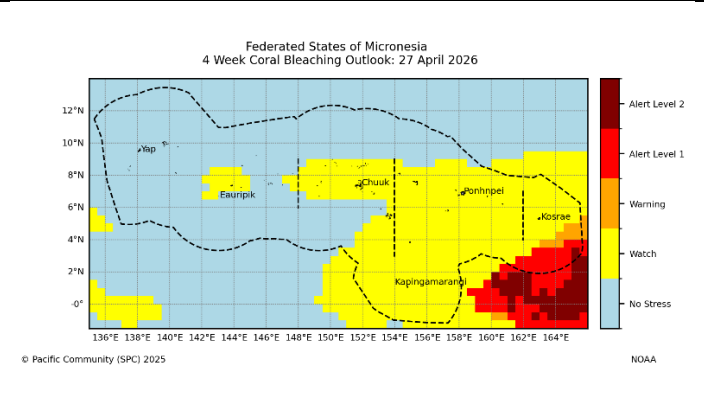 Federated States of Micronesia
4 Week Coral Bleaching Outlook: 27 April 2026
12°N
10°N
8°N
6°N
4°N
2°N
-0°
136°E 138°E 140°E 142°E 144°E 146°E 148°E 150°E 152°E 154°E 156°E 158°E 160°E 162°E 164°E
Yap
Eauripik
Chuuk
Ponhnpei
Kosrae
Kapingamarangi
Alert Level 2
Alert Level 1
Warning
Watch
No Stress
© Pacific Community (SPC) 2025
NOAA